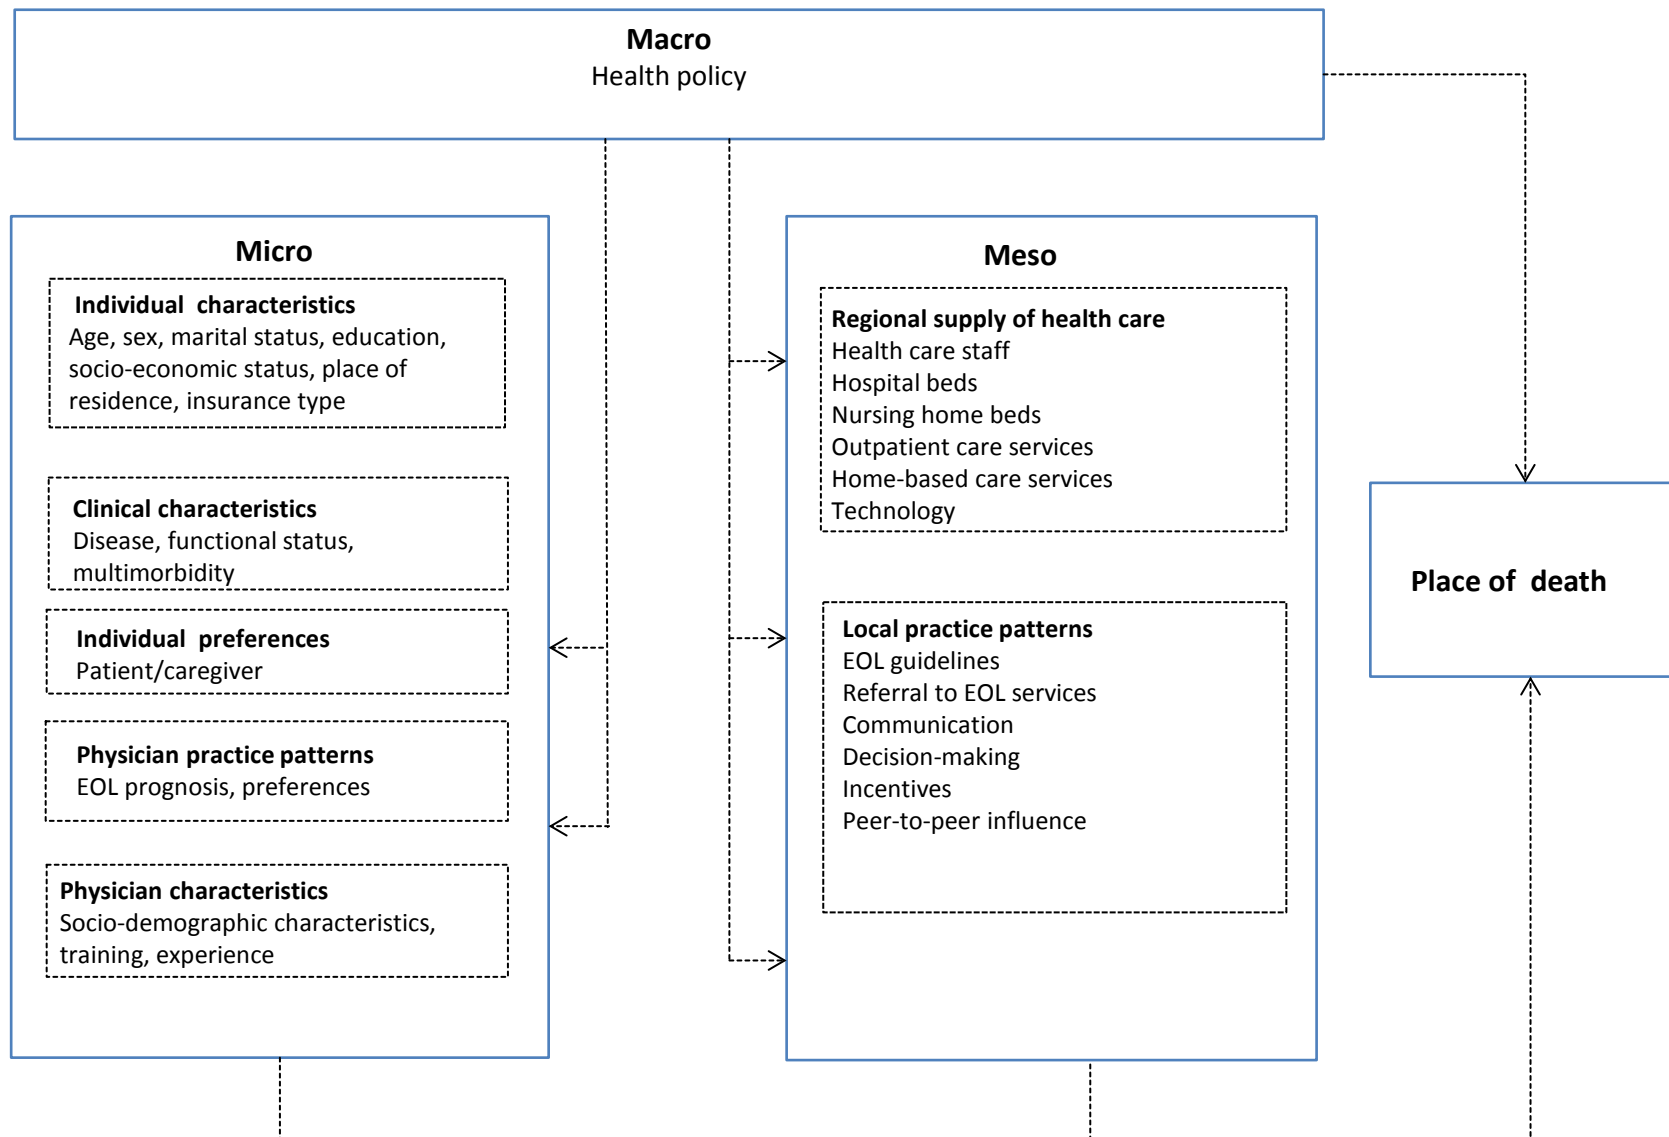 Macro
Health policy
Micro
Individual characteristics
Age, sex, marital status, education,
socio-economic status, place of
residence, insurance type
Clinical characteristics
Disease, functional status,
multimorbidity
Individual preferences
Patient/caregiver
Physician practice patterns
EOL prognosis, preferences
Physician characteristics
Socio-demographic characteristics,
training, experience
Meso
Regional supply of health care
Health care staff
Hospital beds
Nursing home beds
Outpatient care services
Home-based care services
Technology
Local practice patterns
EOL guidelines
Referral to EOL services
Communication
Decision-making
Incentives
Peer-to-peer influence
Place of death